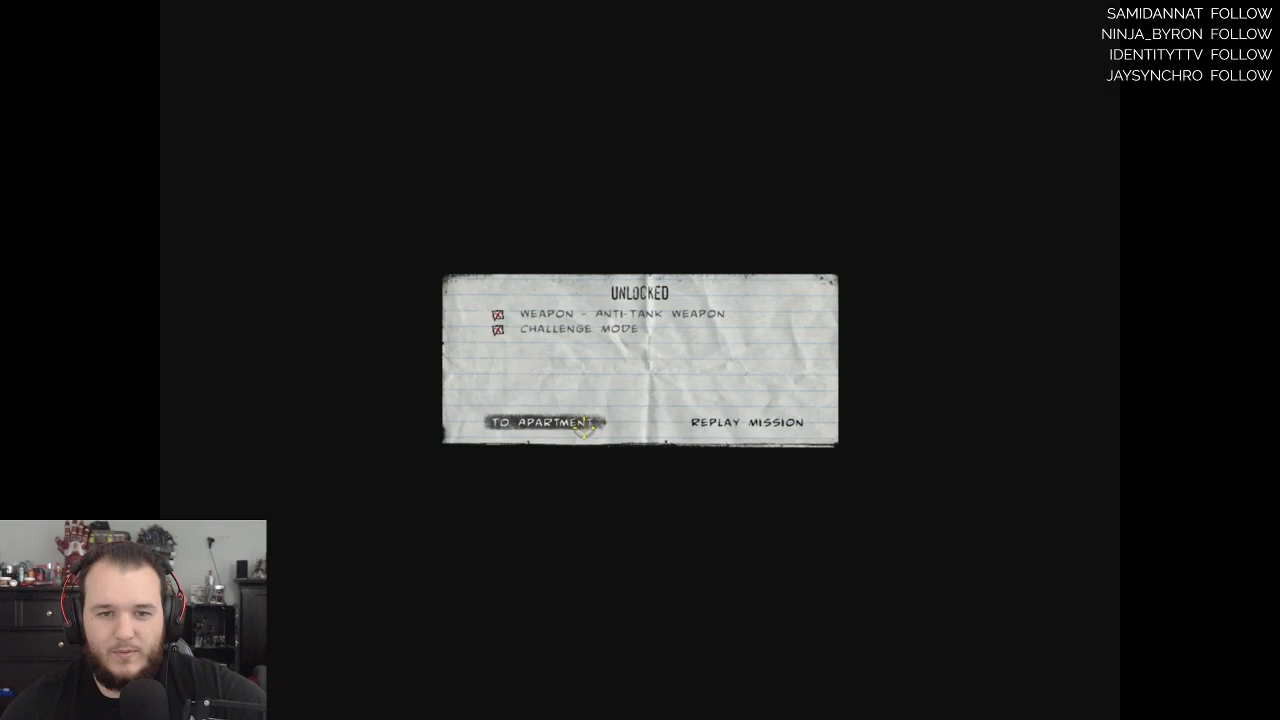 SAMIDANNAT FOLLOW
NINJA_BYRON FOLLOW
IDENTITYTTV FOLLOW
JAYSYNCHRO FOLLOW
UNLOCKED
WEAPON - ANTI-TANK WEAPON
CHALLENGE MODE
TO APARTMENT
REPLAY MISSION